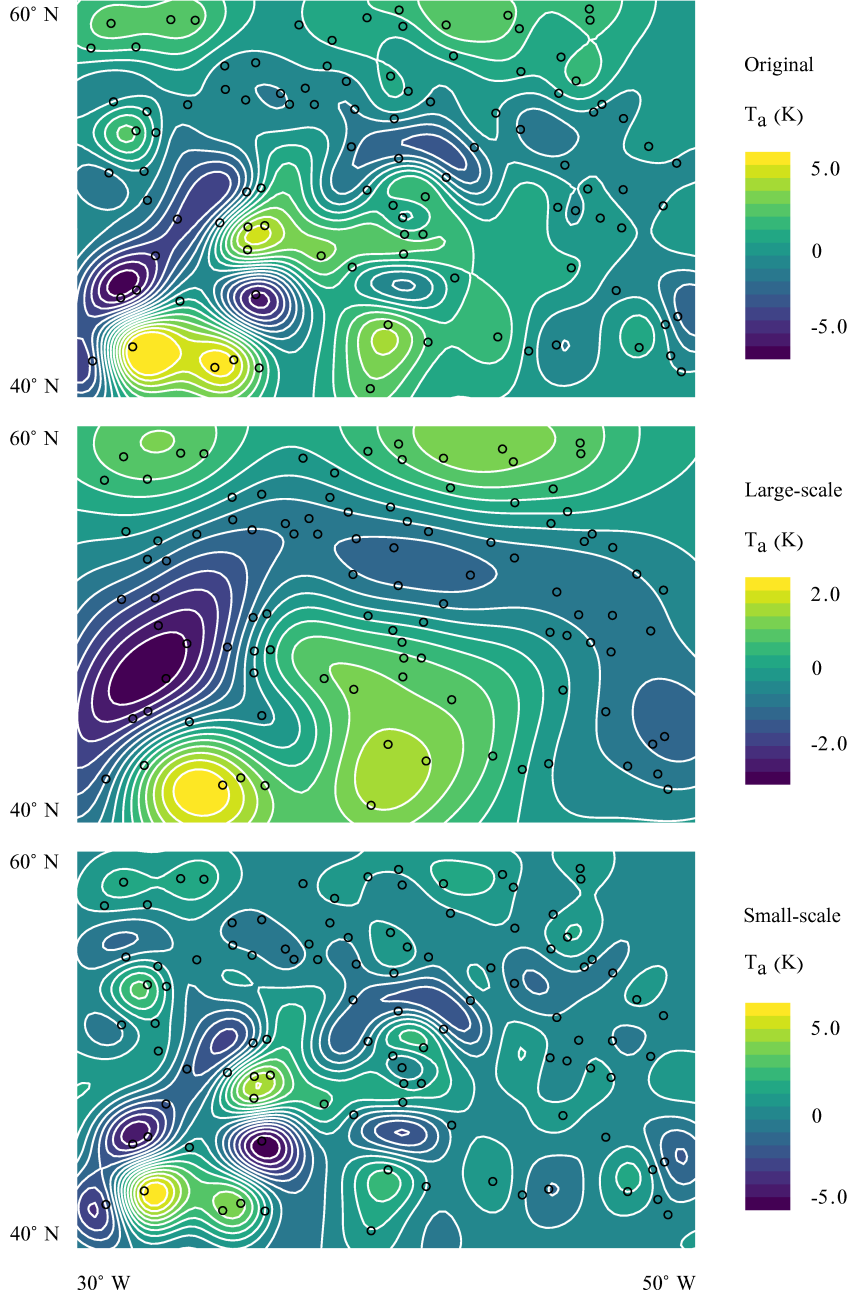 60° N
Original
Ta (K)
5.0
0
-5.0
40° N
60° N
Large-scale
Ta (K)
2.0
0
-2.0
40° N
60° N
Small-scale
Ta (K)
5.0
0
-5.0
40° N
30° W
50° W